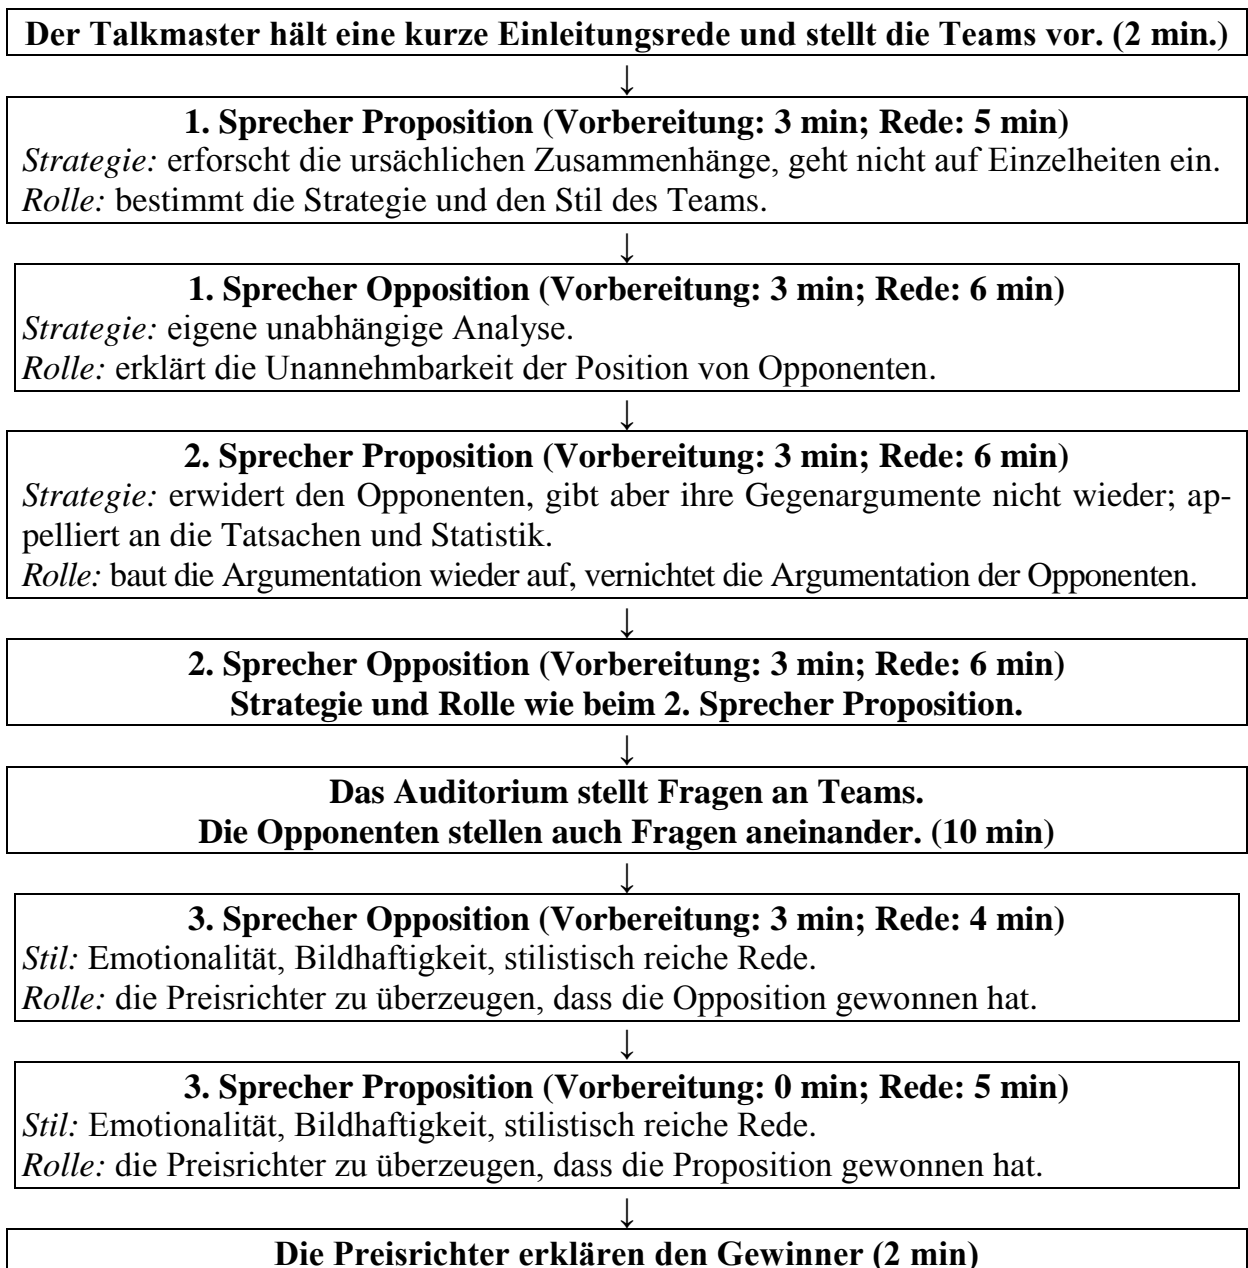 Der Talkmaster hält eine kurze Einleitungsrede und stellt die Teams vor. (2 min.)
↓
1. Sprecher Proposition (Vorbereitung: 3 min; Rede: 5 min)
Strategie: erforscht die ursächlichen Zusammenhänge, geht nicht auf Einzelheiten ein.
Rolle: bestimmt die Strategie und den Stil des Teams.
↓
1. Sprecher Opposition (Vorbereitung: 3 min; Rede: 6 min)
Strategie: eigene unabhängige Analyse.
Rolle: erklärt die Unannehmbarkeit der Position von Opponenten.
↓
2. Sprecher Proposition (Vorbereitung: 3 min; Rede: 6 min)
Strategie: erwidert den Opponenten, gibt aber ihre Gegenargumente nicht wieder; ap-
pelliert an die Tatsachen und Statistik.
Rolle: baut die Argumentation wieder auf, vernichtet die Argumentation der Opponenten.
↓
2. Sprecher Opposition (Vorbereitung: 3 min; Rede: 6 min)
Strategie und Rolle wie beim 2. Sprecher Proposition.
↓
Das Auditorium stellt Fragen an Teams.
Die Opponenten stellen auch Fragen aneinander. (10 min)
↓
3. Sprecher Opposition (Vorbereitung: 3 min; Rede: 4 min)
Stil: Emotionalität, Bildhaftigkeit, stilistisch reiche Rede.
Rolle: die Preisrichter zu überzeugen, dass die Opposition gewonnen hat.
↓
3. Sprecher Proposition (Vorbereitung: 0 min; Rede: 5 min)
Stil: Emotionalität, Bildhaftigkeit, stilistisch reiche Rede.
Rolle: die Preisrichter zu überzeugen, dass die Proposition gewonnen hat.
↓
Die Preisrichter erklären den Gewinner (2 min)